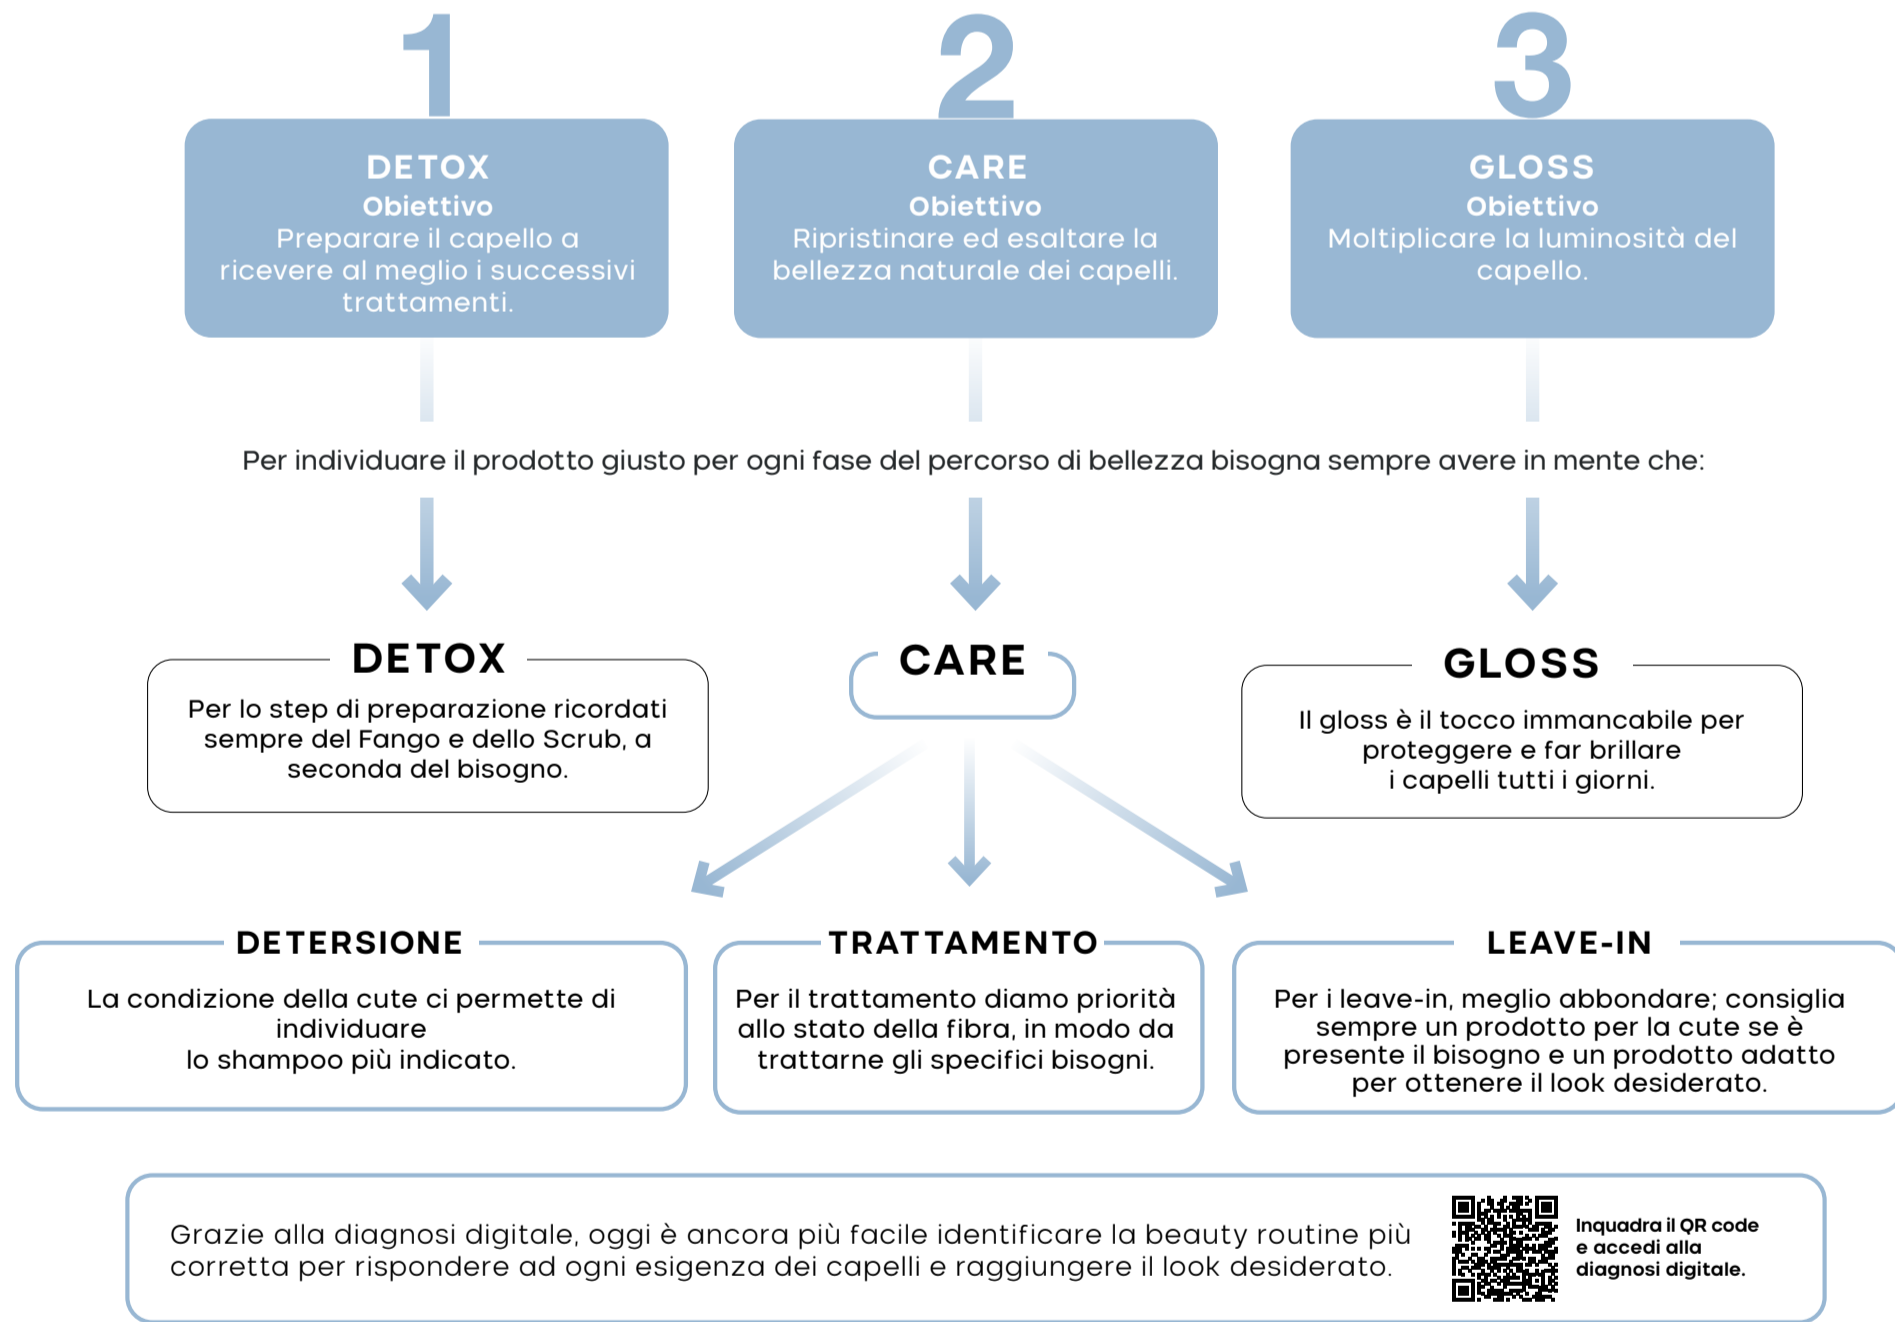 1
DETOX
Obiettivo
Preparare il capello a
ricevere al meglio i successivi
trattamenti.
2
CARE
Obiettivo
Ripristinare ed esaltare la
bellezza naturale dei capelli.
3
GLOSS
Obiettivo
Moltiplicare la luminosità del
capello.
Per individuare il prodotto giusto per ogni fase del percorso di bellezza bisogna sempre avere in mente che:
DETOX
Per lo step di preparazione ricordati
sempre del Fango e dello Scrub, a
seconda del bisogno.
CARE
GLOSS
Il gloss è il tocco immancabile per
proteggere e far brillare
i capelli tutti i giorni.
DETERSIONE
La condizione della cute ci permette di
individuare
lo shampoo più indicato.
TRATTAMENTO
Per il trattamento diamo priorità
allo stato della fibra, in modo da
trattarne gli specifici bisogni.
LEAVE-IN
Per i leave-in, meglio abbondare; consiglia
sempre un prodotto per la cute se è
presente il bisogno e un prodotto adatto
per ottenere il look desiderato.
Grazie alla diagnosi digitale, oggi è ancora più facile identificare la beauty routine più
corretta per rispondere ad ogni esigenza dei capelli e raggiungere il look desiderato.
Inquadra il QR code
e accedi alla
diagnosi digitale.